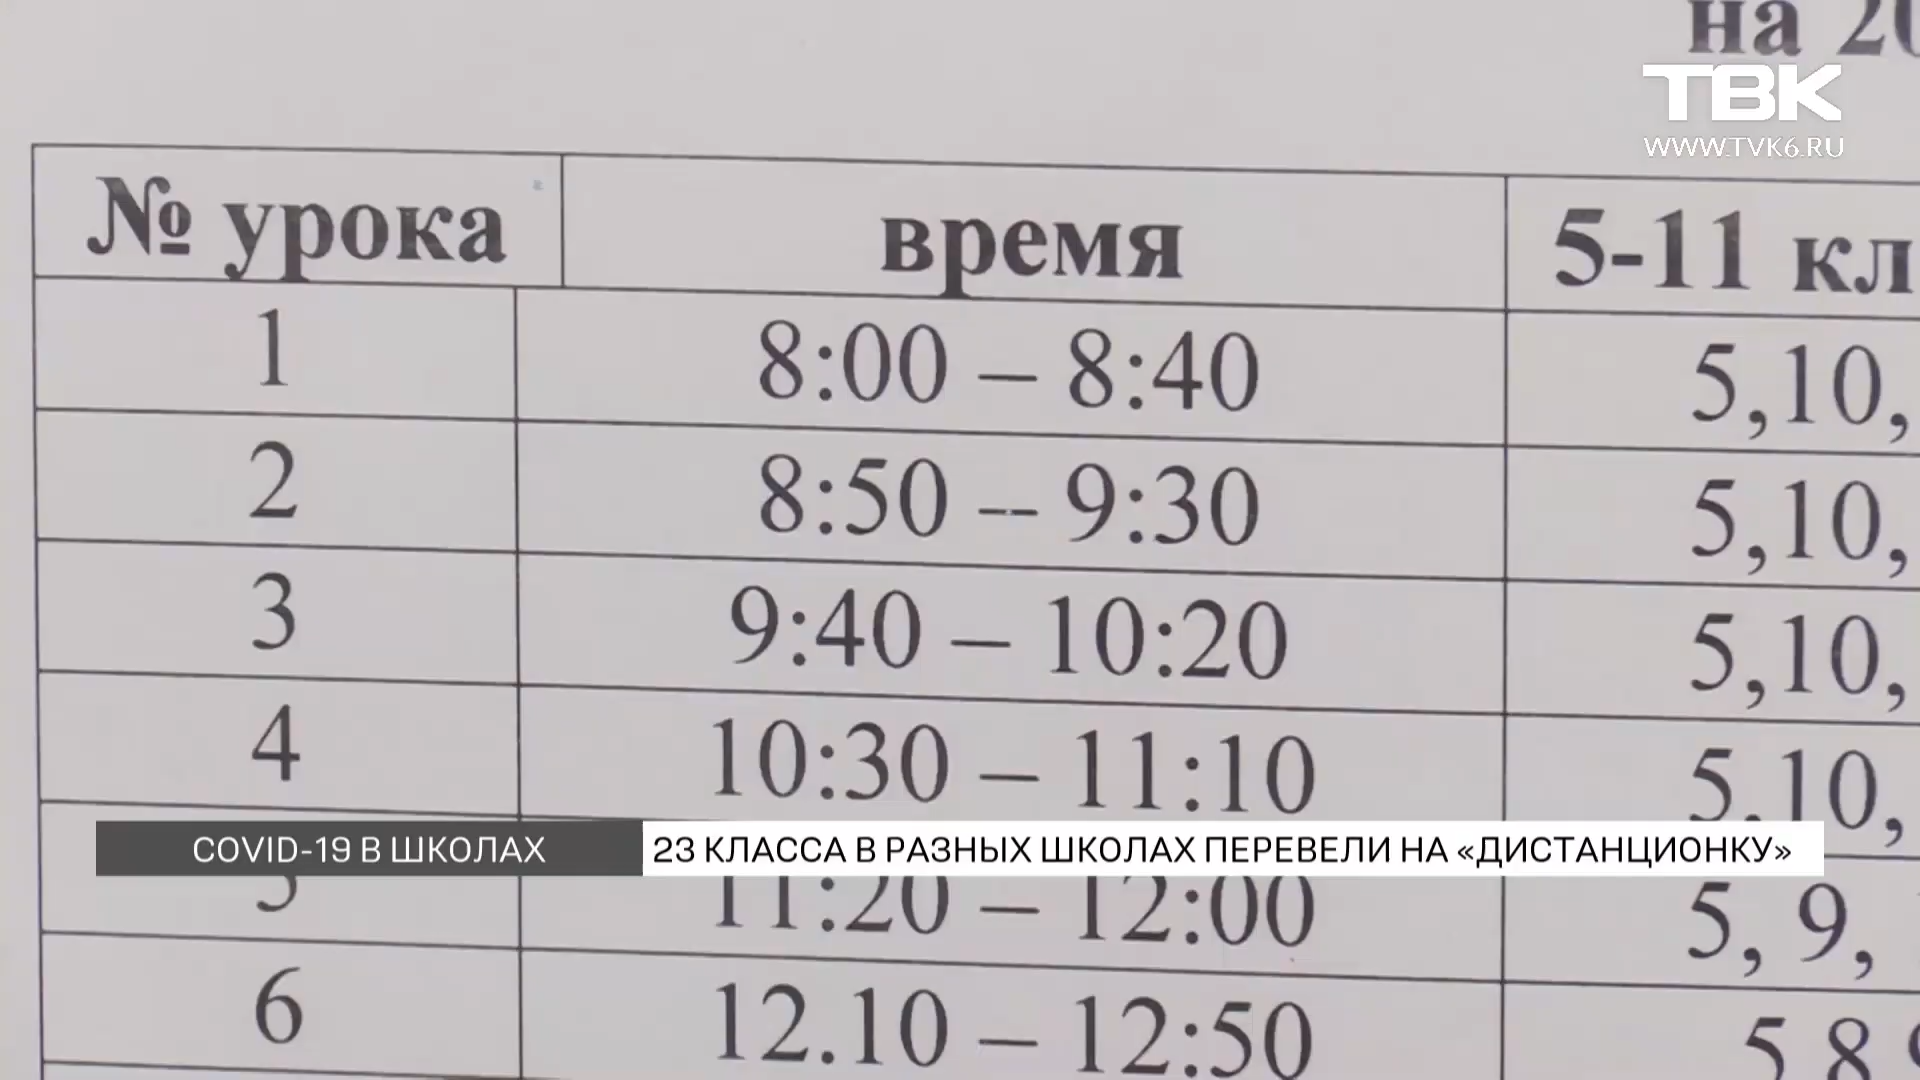 на 20
ТВК
WWW.TVK6.RU
№ урока время 5-11 кл
1 8:00 – 8:40 5,10,
2 8:50 – 9:30 5,10,
3 9:40 – 10:20 5,10,
4 10:30 – 11:10 5,10,
COVID-19 В ШКОЛАХ 23 КЛАССА В РАЗНЫХ ШКОЛАХ ПЕРЕВЕЛИ НА «ДИСТАНЦИОНКУ»
5 11:20 – 12:00 5, 9,
6 12.10 – 12:50 5 8